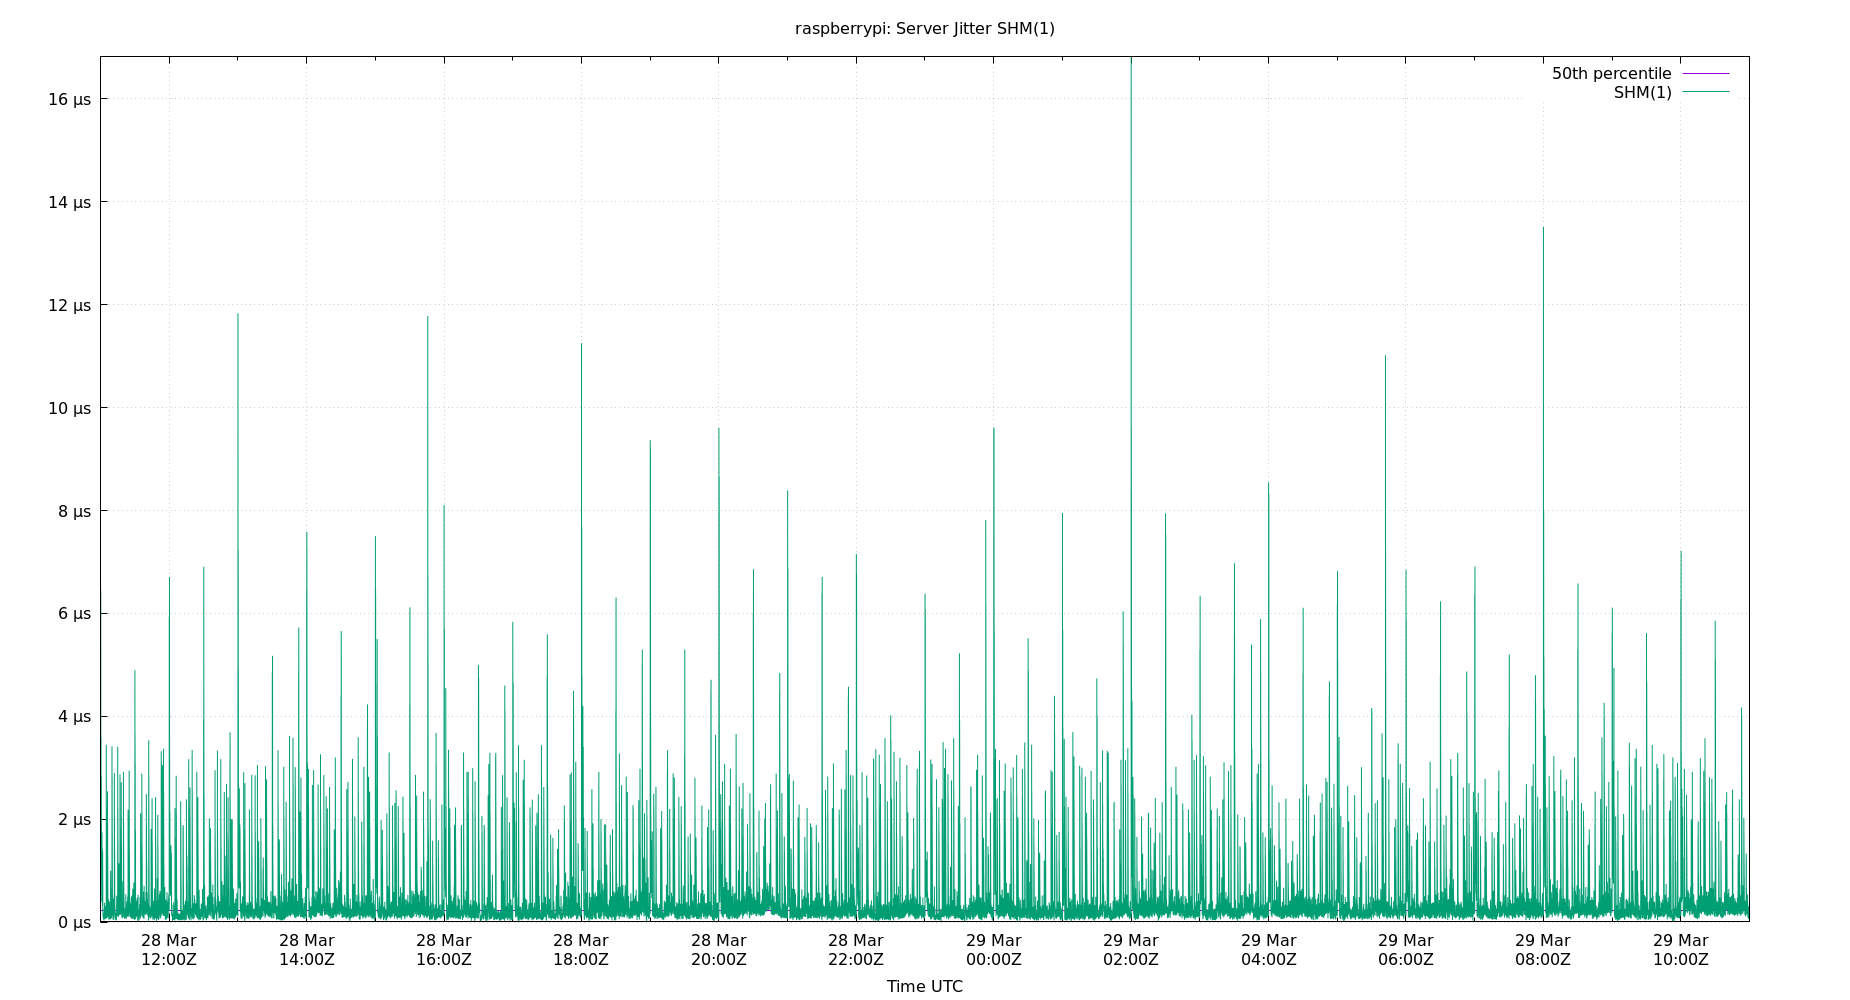 raspberrypi: Server Jitter SHM(1)
50th percentile
SHM(1)
16 µs
14 µs
12 µs
10 µs
8 µs
6 µs
4 µs
2 µs
0 µs
28 Mar 28 Mar 28 Mar 28 Mar 28 Mar 28 Mar 29 Mar 29 Mar 29 Mar 29 Mar 29 Mar 29 Mar
12:00Z 14:00Z 16:00Z 18:00Z 20:00Z 22:00Z 00:00Z 02:00Z 04:00Z 06:00Z 08:00Z 10:00Z
Time UTC